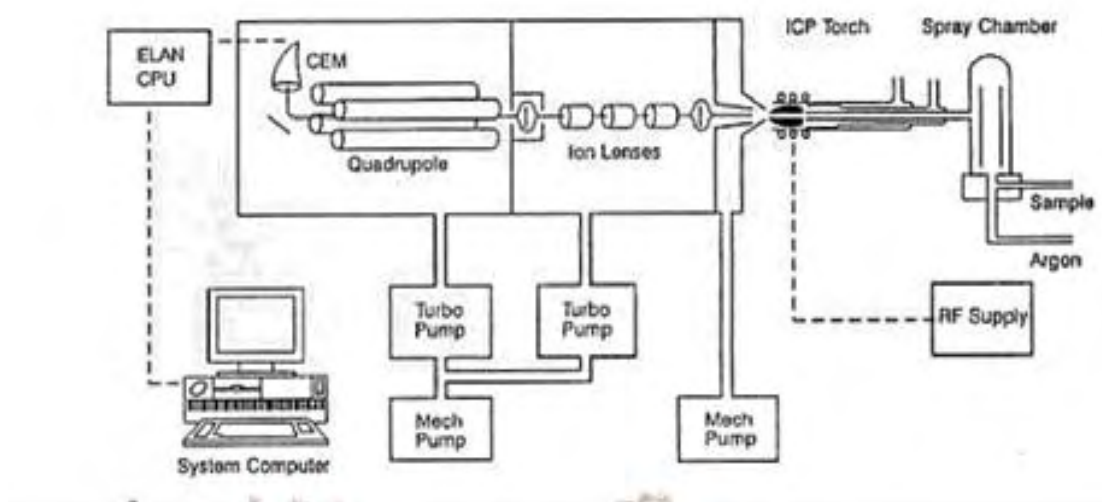 ICP Torch
Spray Chamber
ELAN
CPU
CEM
Quadrupole
Ion Lenses
Sample
Argon
Turbo
Pump
Turbo
Pump
RF Supply
Mech
Pump
Mech
Pump
System Computer